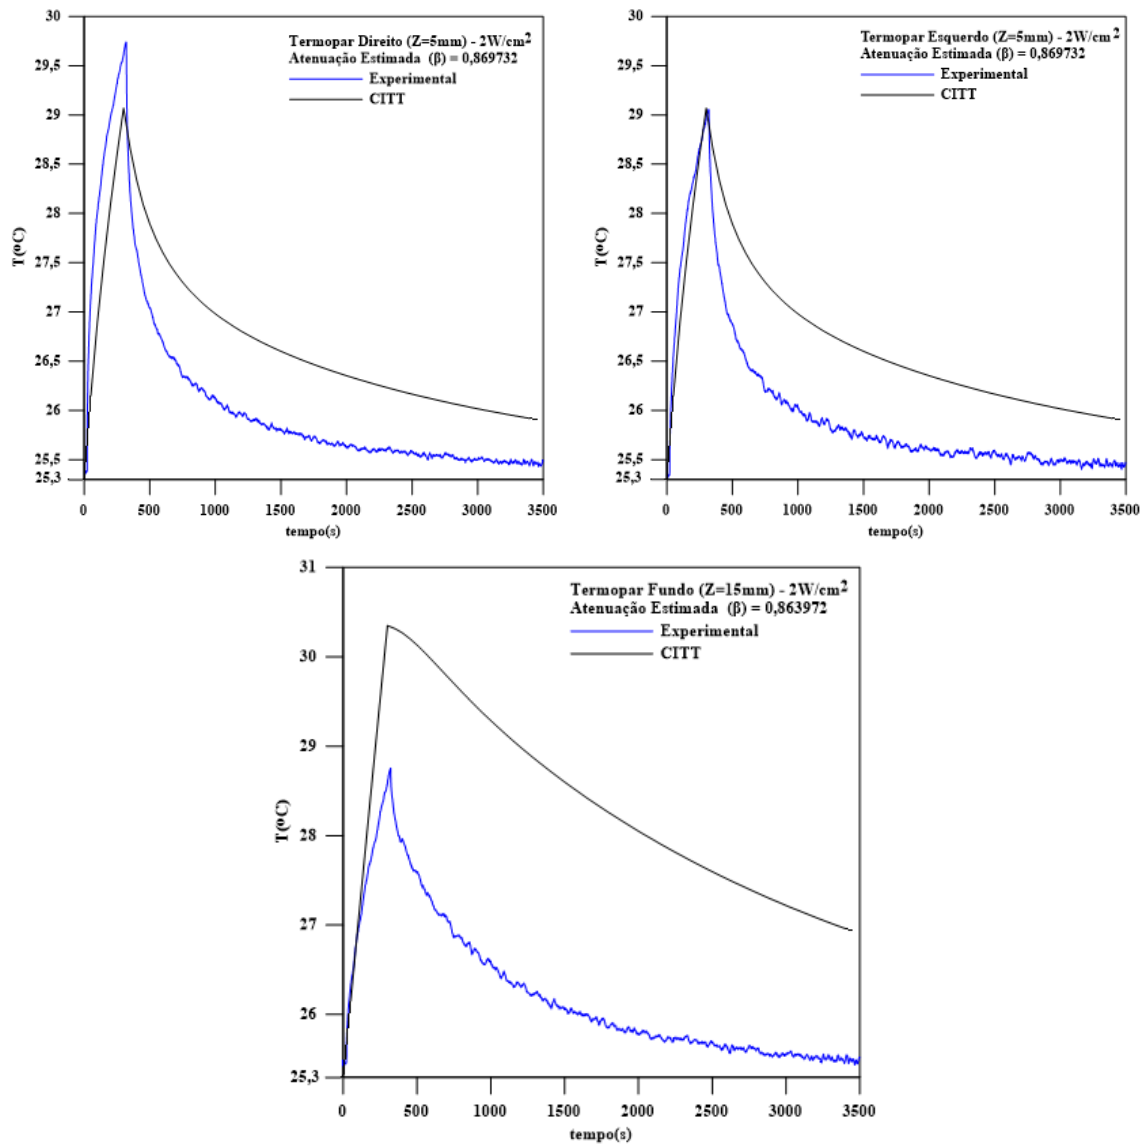 30
29,5
29
28,5
28
27,5
27
26,5
26
25,5
25,3
T(ºC)
Termopar Direito (Z=5mm) - 2W/cm²
Atenuação Estimada (β) = 0,869732
Experimental
CITT
0 500 1000 1500 2000 2500 3000 3500
tempo(s)
30
29,5
29
28,5
28
27,5
27
26,5
26
25,5
25,3
T(ºC)
Termopar Esquerdo (Z=5mm) - 2W/cm²
Atenuação Estimada (β) = 0,869732
Experimental
CITT
0 500 1000 1500 2000 2500 3000 3500
tempo(s)
31
30
29
28
27
26
25,3
T(ºC)
Termopar Fundo (Z=15mm) - 2W/cm²
Atenuação Estimada (β) = 0,863972
Experimental
CITT
0 500 1000 1500 2000 2500 3000 3500
tempo(s)